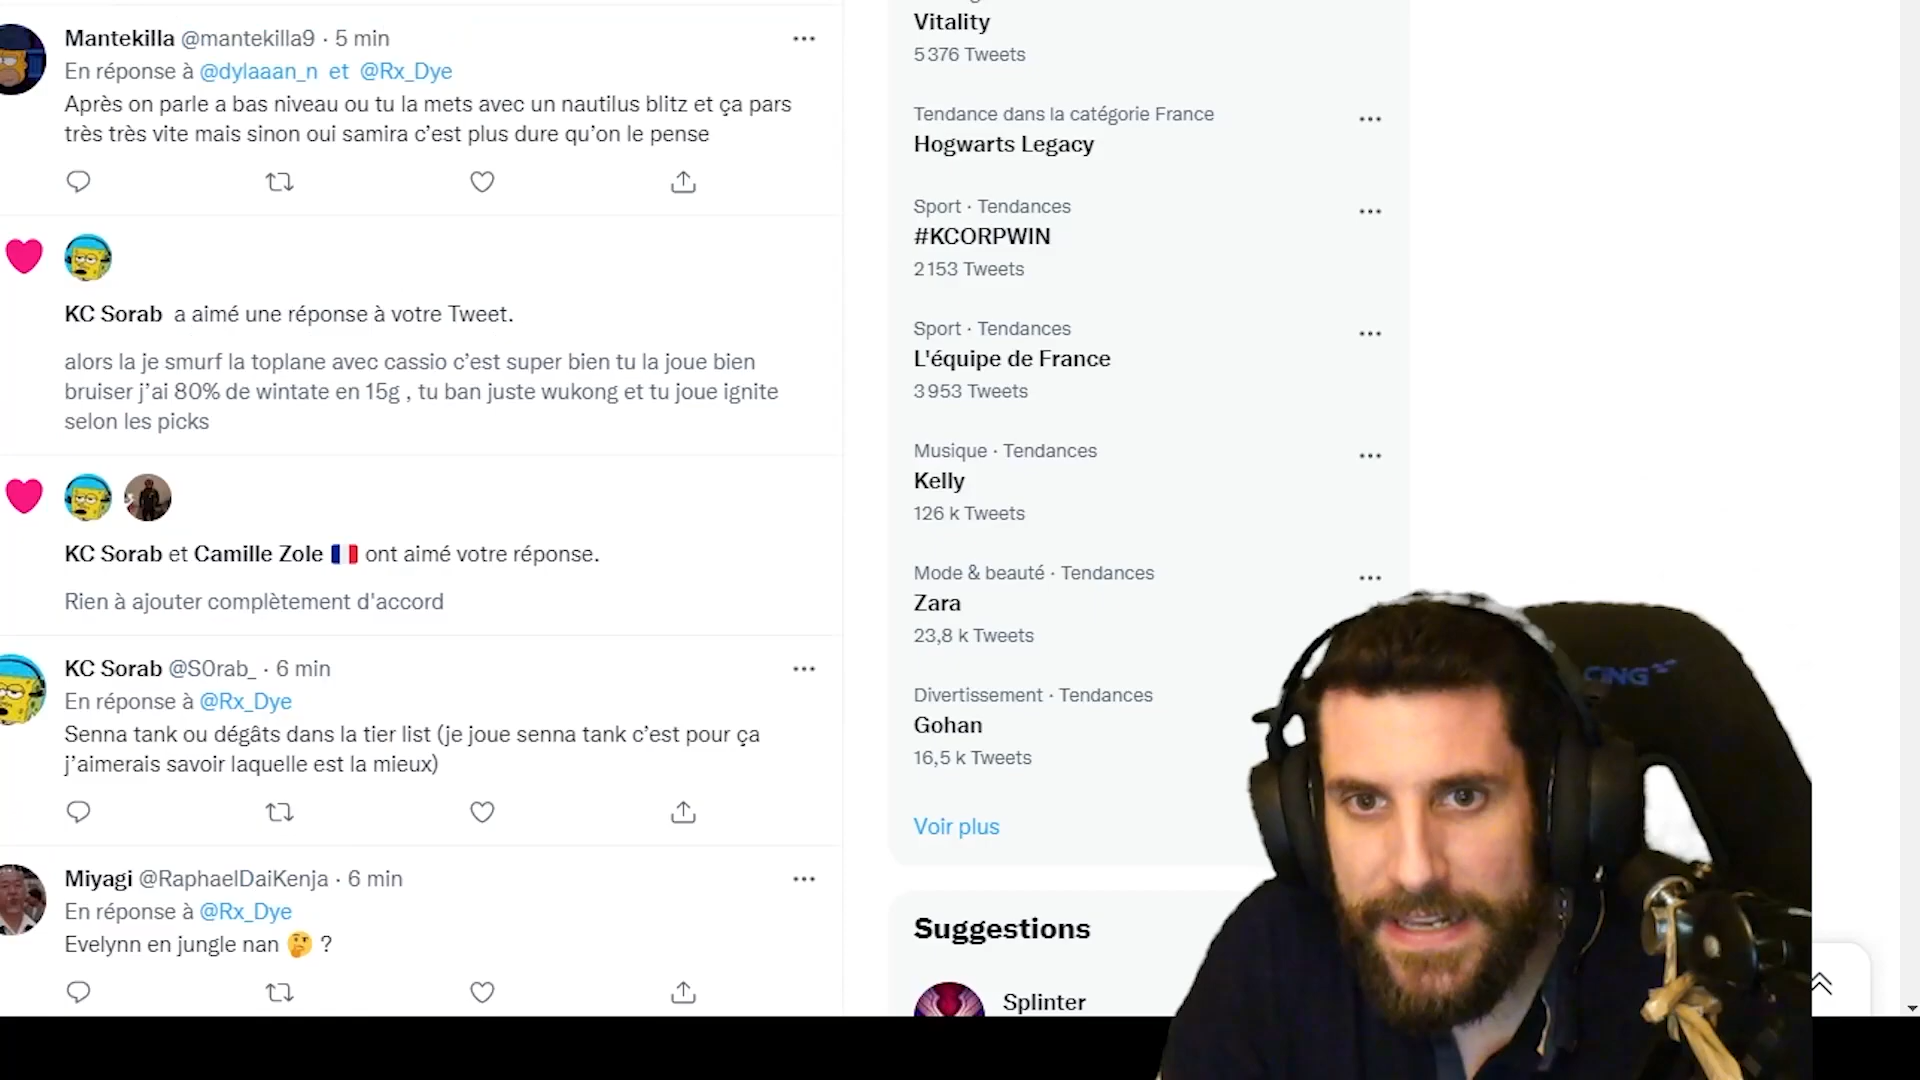 Mantekilla @mantekilla9 · 5 min
En réponse à @dylaaan_n et @Rx_Dye
Après on parle a bas niveau ou tu la mets avec un nautilus blitz et ça pars
très très vite mais sinon oui samira c’est plus dure qu’on le pense
KC Sorab a aimé une réponse à votre Tweet.
alors la je smurf la toplane avec cassio c’est super bien tu la joue bien
bruiser j’ai 80% de wintate en 15g , tu ban juste wukong et tu joue ignite
selon les picks
KC Sorab et Camille Zole 🇫🇷 ont aimé votre réponse.
Rien à ajouter complètement d'accord
KC Sorab @S0rab_ · 6 min
En réponse à @Rx_Dye
Senna tank ou dégâts dans la tier list (je joue senna tank c’est pour ça
j’aimerais savoir laquelle est la mieux)
Miyagi @RaphaelDaiKenja · 6 min
En réponse à @Rx_Dye
Evelynn en jungle nan 🤔 ?
Vitality
5 376 Tweets
Tendance dans la catégorie France
Hogwarts Legacy
Sport · Tendances
#KCORPWIN
2 153 Tweets
Sport · Tendances
L'équipe de France
3 953 Tweets
Musique · Tendances
Kelly
126 k Tweets
Mode & beauté · Tendances
Zara
23,8 k Tweets
Divertissement · Tendances
Gohan
16,5 k Tweets
Voir plus
Suggestions
Splinter